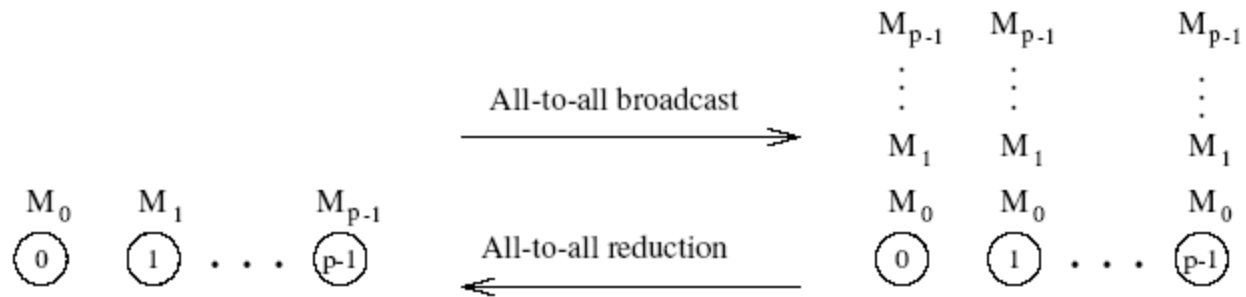 M_{p-1} M_{p-1} M_{p-1}
All-to-all broadcast
M_1 M_1 M_1
M_0 M_1 M_{p-1} M_0 M_0 M_0
All-to-all reduction
0 1 . . . p-1 0 1 . . . p-1